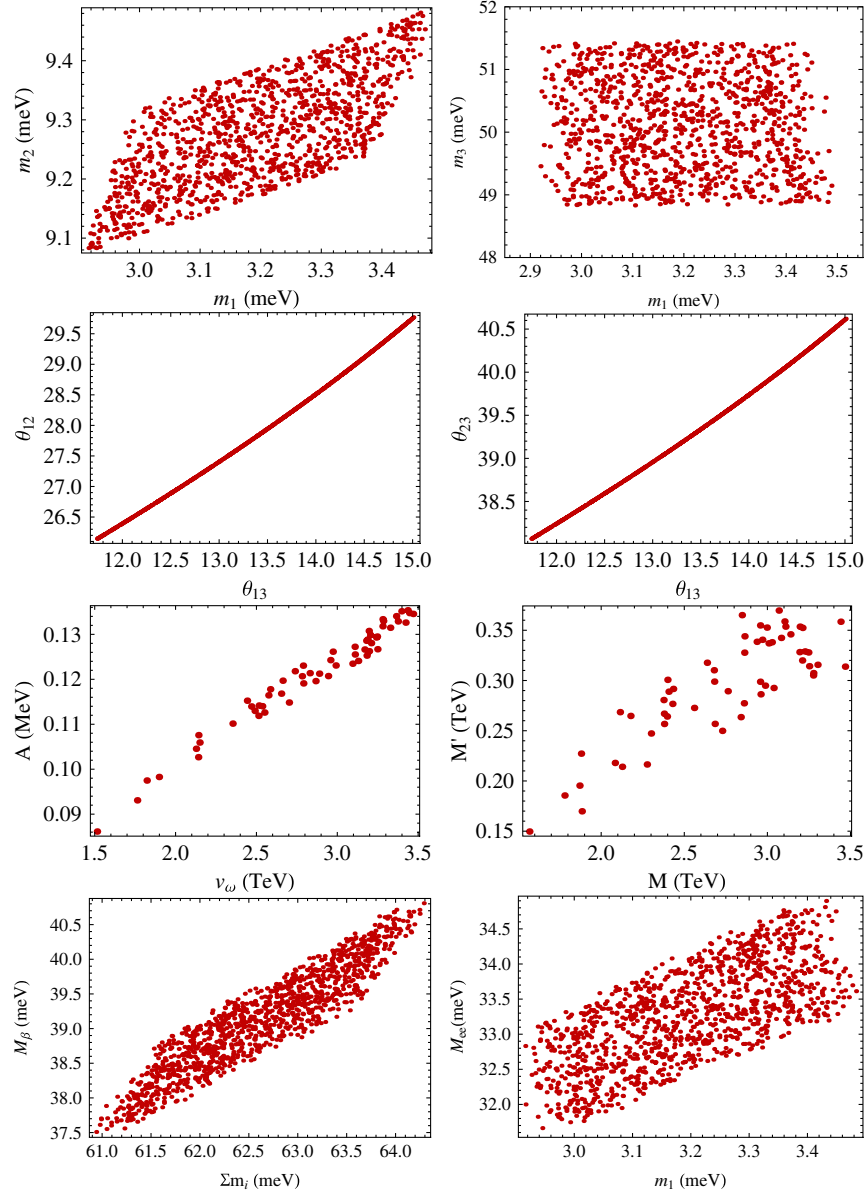 9.4
9.3
9.2
9.1
m2 (meV)
3.0 3.1 3.2 3.3 3.4
m1 (meV)
52
51
50
49
48
m3 (meV)
2.9 3.0 3.1 3.2 3.3 3.4 3.5
m1 (meV)
29.5
29.0
28.5
28.0
27.5
27.0
26.5
θ12
12.0 12.5 13.0 13.5 14.0 14.5 15.0
θ13
40.5
40.0
39.5
39.0
38.5
θ23
12.0 12.5 13.0 13.5 14.0 14.5 15.0
θ13
0.13
0.12
0.11
0.10
0.09
A (MeV)
1.5 2.0 2.5 3.0 3.5
vω (TeV)
0.35
0.30
0.25
0.20
0.15
M' (TeV)
2.0 2.5 3.0 3.5
M (TeV)
40.5
40.0
39.5
39.0
38.5
38.0
37.5
Mβ (meV)
61.0 61.5 62.0 62.5 63.0 63.5 64.0
Σmi (meV)
34.5
34.0
33.5
33.0
32.5
32.0
Mee(meV)
3.0 3.1 3.2 3.3 3.4
m1 (meV)